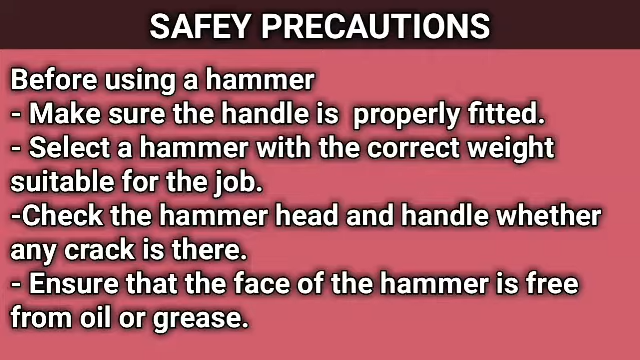 SAFEY PRECAUTIONS
Before using a hammer
- Make sure the handle is  properly fitted.
- Select a hammer with the correct weight
suitable for the job.
-Check the hammer head and handle whether
any crack is there.
- Ensure that the face of the hammer is free
from oil or grease.